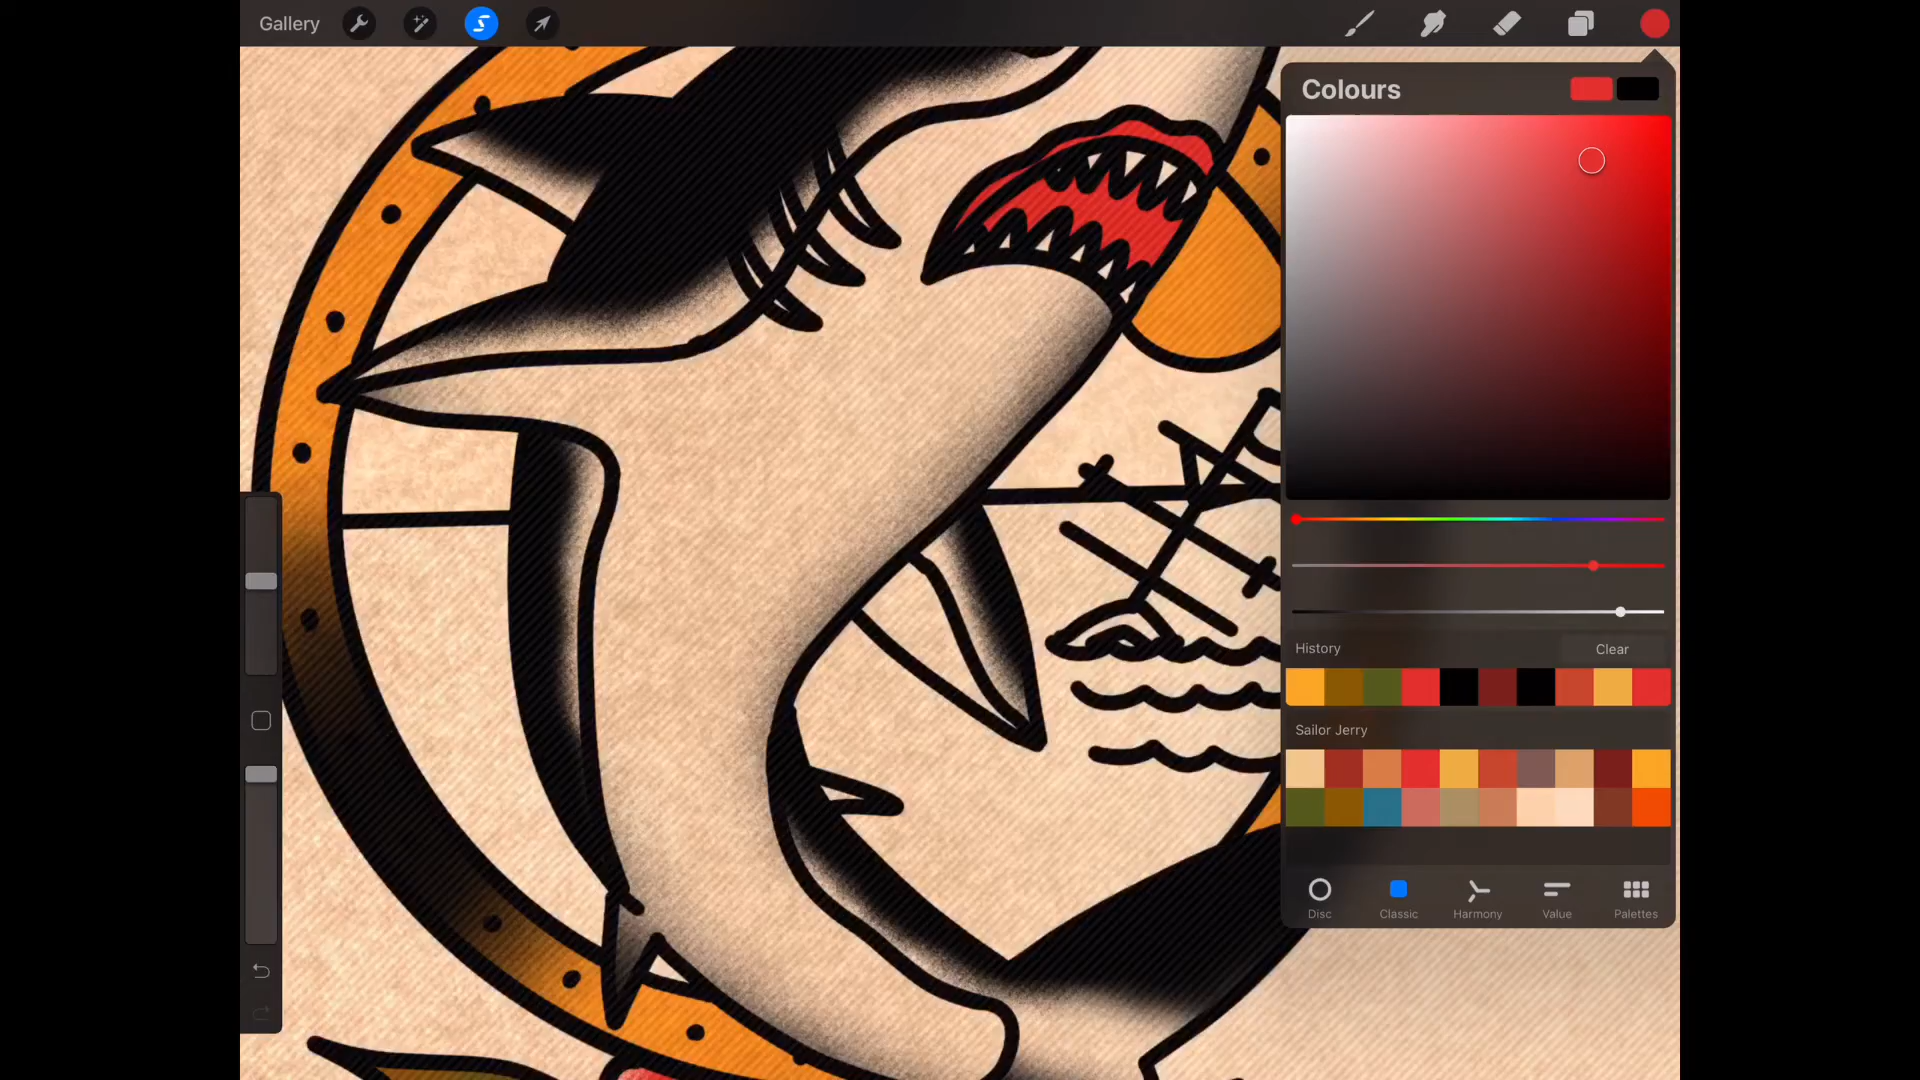 Gallery
Colours
History
Clear
Sailor Jerry
Disc
Classic
Harmony
Value
Palettes